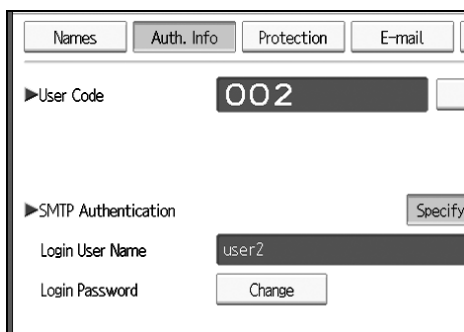 Names Auth. Info Protection E-mail
▶User Code 002
▶SMTP Authentication Specify
Login User Name user2
Login Password Change